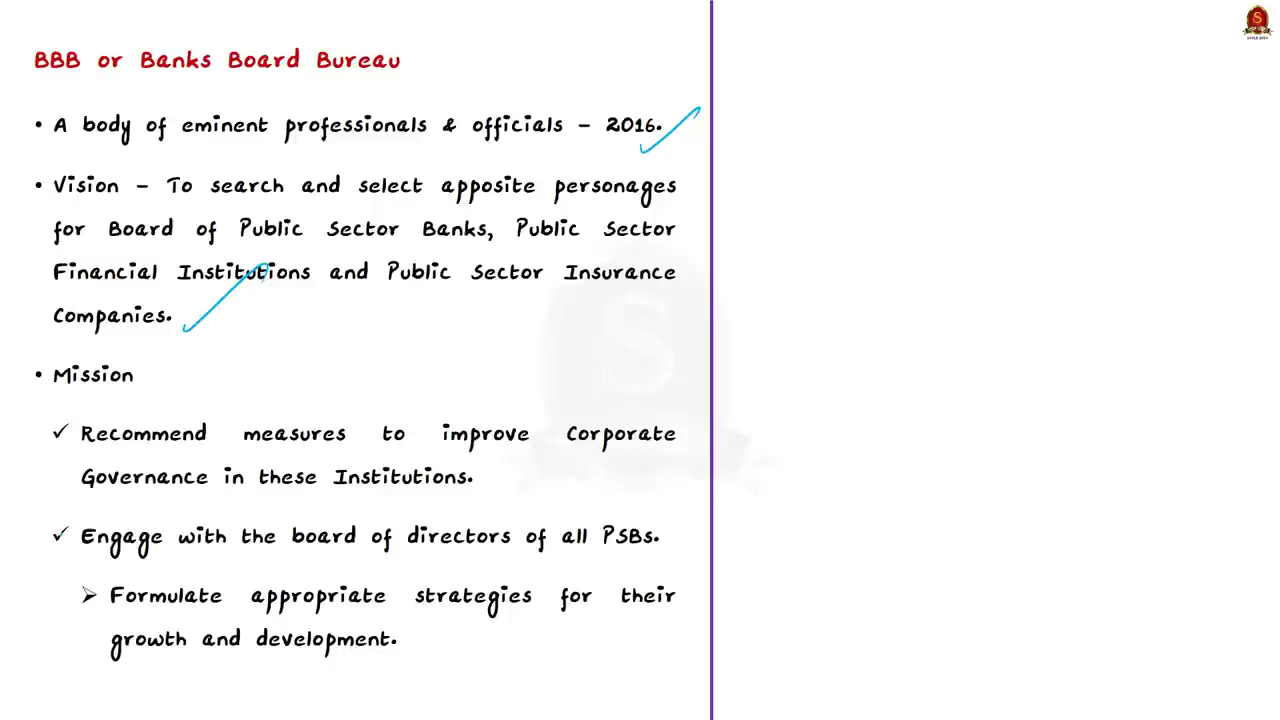 BBB or Banks Board Bureau
• A body of eminent professionals & officials – 2016.
• Vision – To search and select apposite personages
for Board of Public Sector Banks, Public Sector
Financial Institutions and Public Sector Insurance
Companies.
• Mission
✓ Recommend measures to improve Corporate
Governance in these Institutions.
✓ Engage with the board of directors of all PSBs.
➢ Formulate appropriate strategies for their
growth and development.
S
S